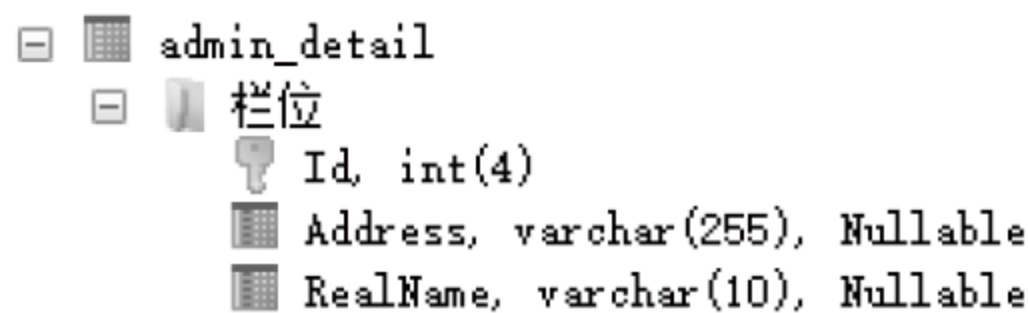 admin_detail
栏位
Id, int(4)
Address, varchar(255), Nullable
RealName, varchar(10), Nullable